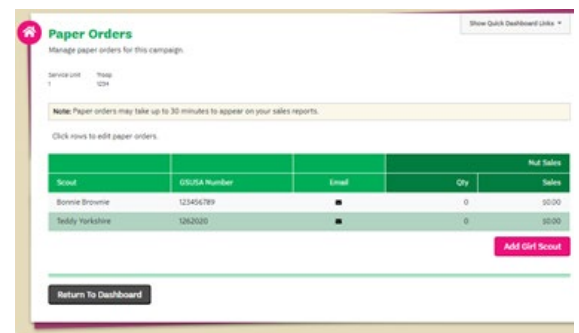 Show Quick Dashboard Links
Paper Orders
Manage paper orders for this campaign.
Service Unit Troop
1 1234
Note: Paper orders may take up to 30 minutes to appear on your sales reports.
Click rows to edit paper orders.
Nut Sales
Scout GSUSA Number Email Qty Sales
Bonnie Brownie 123456789 0 $0.00
Teddy Yorkshire 1262020 0 $0.00
Add Girl Scout
Return To Dashboard